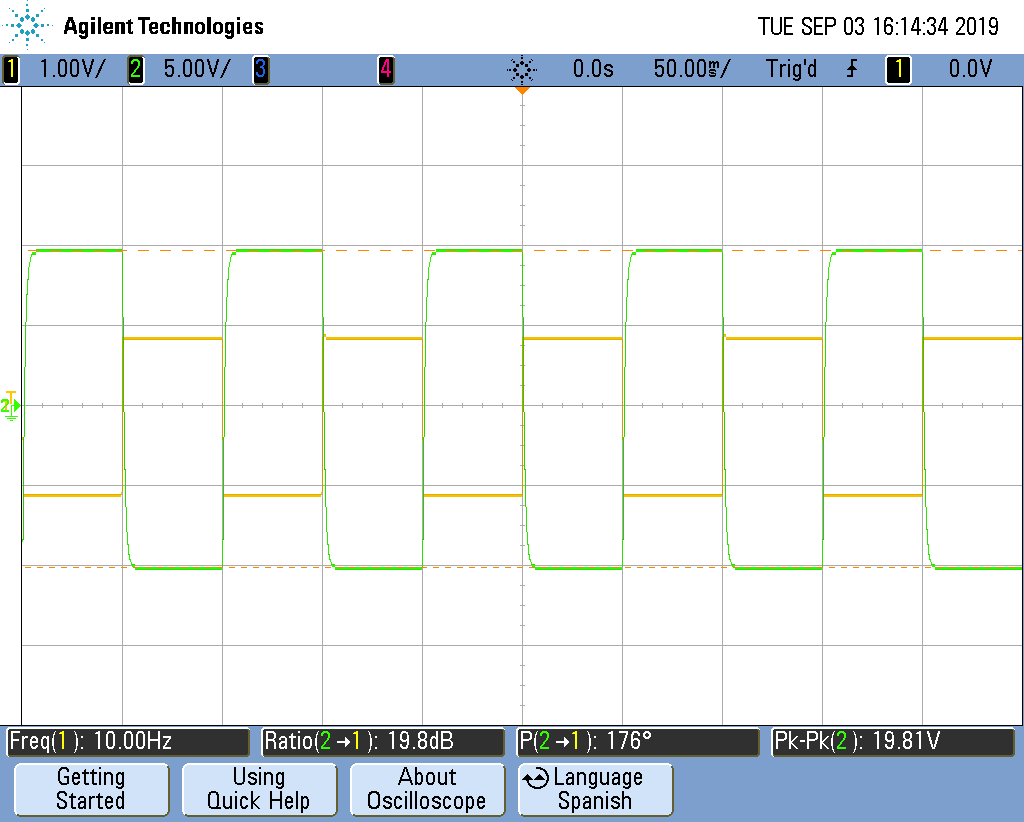 Agilent Technologies TUE SEP 03 16:14:34 2019
1 1.00V/ 2 5.00V/ 3 4 0.0s 50.00ms/ Trig'd 1 0.0V
T
2
Freq(1): 10.00Hz Ratio(2→1): 19.8dB P(2→1): 176° Pk-Pk(2): 19.81V
Getting Using About Language
Started Quick Help Oscilloscope Spanish